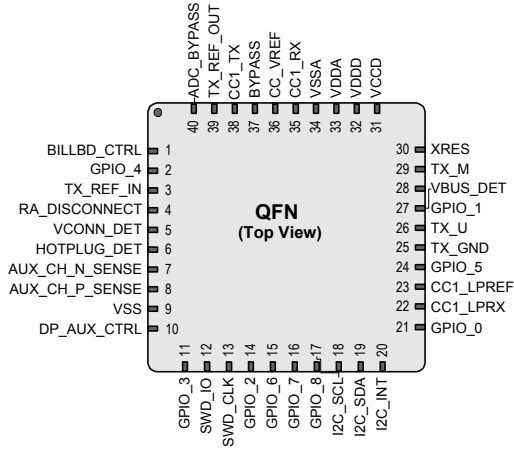 ADC_BYPASS
TX_REF_OUT
CC1_TX
BYPASS
CC_VREF
CC1_RX
VSSA
VDDA
VDDD
VCCD
40 39 38 37 36 35 34 33 32 31
BILLBD_CTRL 1
GPIO_4 2
TX_REF_IN 3
RA_DISCONNECT 4
VCONN_DET 5
HOTPLUG_DET 6
AUX_CH_N_SENSE 7
AUX_CH_P_SENSE 8
VSS 9
DP_AUX_CTRL 10
QFN
(Top View)
30 XRES
29 TX_M
28 VBUS_DET
27 GPIO_1
26 TX_U
25 TX_GND
24 GPIO_5
23 CC1_LPREF
22 CC1_LPRX
21 GPIO_0
11 12 13 14 15 16 17 18 19 20
GPIO_3
SWD_IO
SWD_CLK
GPIO_2
GPIO_6
GPIO_7
GPIO_8
I2C_SCL
I2C_SDA
I2C_INT